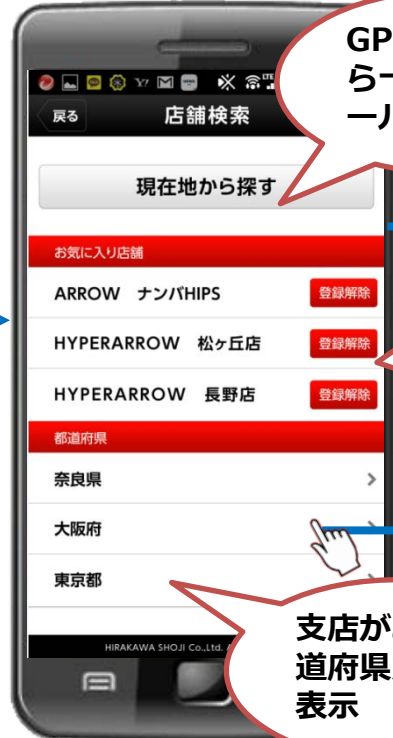 GP
ら一
ール
戻る 店舗検索
現在地から探す
お気に入り店舗
ARROW ナンバHIPS 登録解除
HYPERARROW 松ヶ丘店 登録解除
HYPERARROW 長野店 登録解除
都道府県
奈良県
大阪府
東京都
支店が
道府県
表示
HIRAKAWA SHOJI Co.,Ltd.